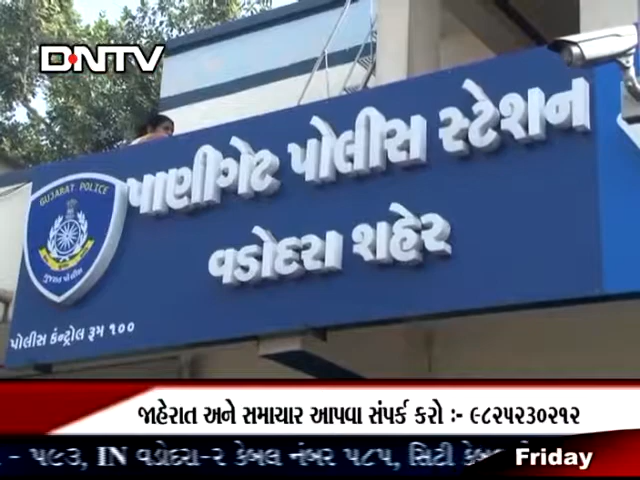 DNTV
GUJARAT POLICE
પાણીગેટ પોલીસ સ્ટેશન
વડોદરા શહેર
ગુજરાત પોલીસ
પોલીસ કંન્ટ્રોલ રૂમ ૧૦૦
જાહેરાત અને સમાચાર આપવા સંપર્ક કરો :- ૯૮૨૫૨૩૦૨૧૨
- ૫૯૩, IN વડોદરા-૨ કેબલ નંબર ૫૮૫, સિટી
Friday